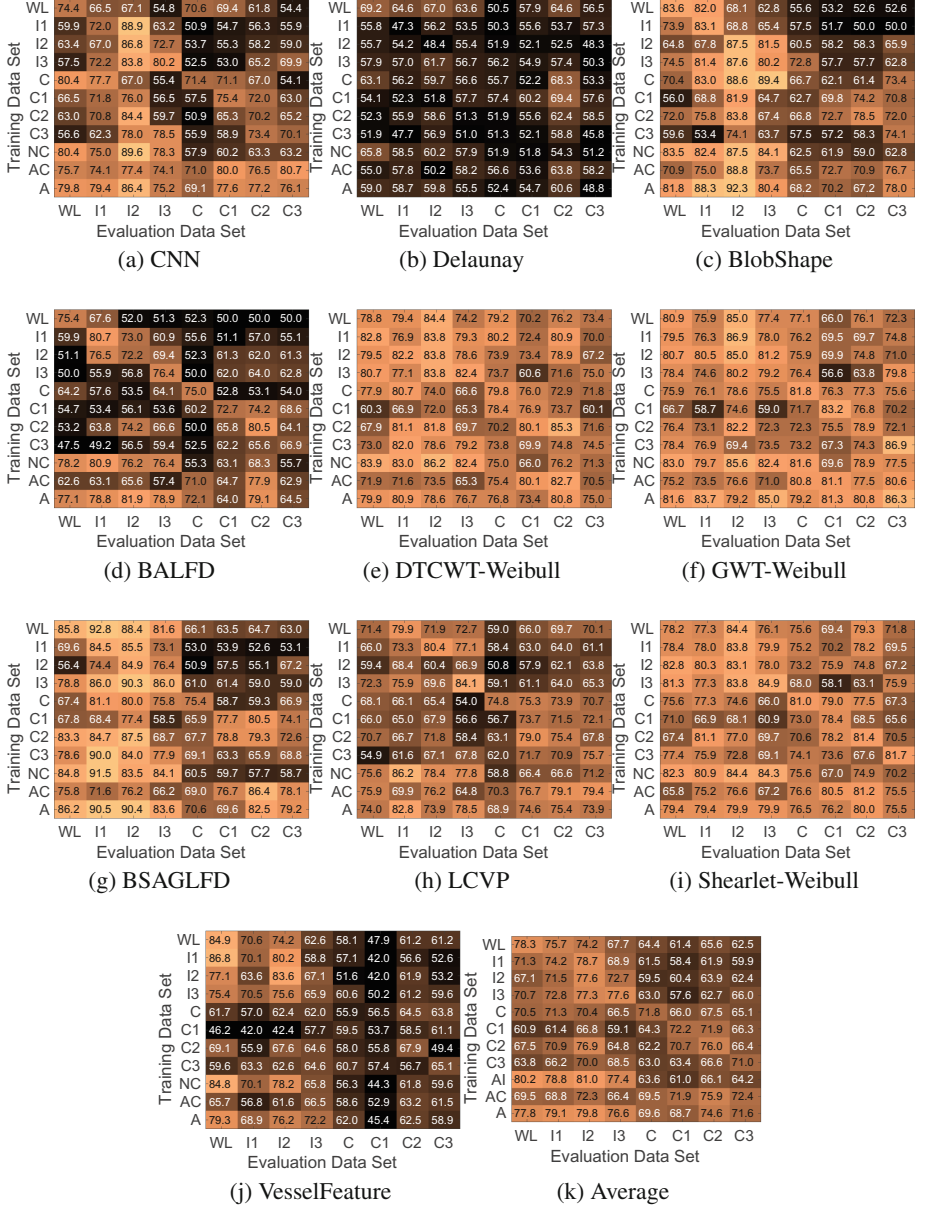 Training Data Set
WL 74.4 66.5 67.1 54.8 70.6 69.4 61.8 54.4
I1 59.9 72.0 88.9 63.2 50.9 54.7 56.3 55.9
I2 63.4 67.0 86.8 72.7 53.7 55.3 58.2 59.0
I3 57.5 72.2 83.8 80.2 52.5 53.0 65.2 69.4
C 80.4 77.7 67.0 55.4 71.4 71.1 67.0 54.1
C1 66.5 71.8 76.0 56.5 57.5 75.4 72.0 63.0
C2 63.0 70.8 84.4 59.7 50.9 65.3 70.2 65.2
C3 56.6 62.3 78.0 78.5 55.9 58.9 73.4 70.1
NC 80.4 75.0 89.6 78.3 57.9 60.2 63.3 63.2
AC 75.7 74.1 77.4 74.1 71.0 80.0 76.5 80.7
A 79.8 79.4 86.4 75.2 69.1 77.6 77.2 76.1
WL I1 I2 I3 C C1 C2 C3
Evaluation Data Set
(a) CNN
Training Data Set
WL 69.2 64.6 67.0 63.6 50.5 57.9 64.6 56.5
I1 55.8 47.3 56.2 53.5 50.3 55.6 53.7 57.3
I2 55.7 54.2 48.4 55.4 51.9 52.1 52.5 48.3
I3 57.9 57.0 61.7 56.7 56.2 54.9 57.4 50.3
C 63.1 56.2 59.7 56.6 55.7 52.2 68.3 53.3
C1 54.1 52.3 51.8 57.7 57.4 60.2 69.4 56.6
C2 52.3 55.9 58.6 51.3 51.9 55.6 62.4 58.5
C3 51.9 47.7 56.9 51.0 51.3 52.1 58.8 45.8
NC 65.8 58.5 60.2 57.9 51.9 51.8 54.3 51.2
AC 55.0 57.8 50.2 58.2 56.6 53.6 63.8 58.2
A 59.0 58.7 59.8 55.5 52.4 54.7 60.6 48.8
WL I1 I2 I3 C C1 C2 C3
Evaluation Data Set
(b) Delaunay
Training Data Set
WL 83.6 82.0 68.1 62.8 55.6 53.2 52.6 52.6
I1 73.9 83.1 68.8 70.4 57.5 51.7 50.0 50.0
I2 64.8 67.8 87.5 81.5 60.5 58.2 58.3 65.9
I3 74.5 81.4 87.6 80.2 72.8 57.7 57.7 62.8
C 70.4 83.0 88.6 89.4 66.7 62.1 61.4 73.4
C1 56.0 68.8 81.9 64.7 62.7 69.8 74.2 70.8
C2 72.0 75.8 83.8 67.4 66.8 72.7 78.5 72.0
C3 59.6 53.4 74.1 63.7 57.5 57.2 58.3 74.1
NC 83.5 82.4 87.5 84.1 62.5 61.9 59.0 62.8
AC 70.9 75.0 88.8 73.7 65.5 72.7 70.9 76.7
A 81.8 88.3 92.3 80.4 68.2 70.2 67.2 78.0
WL I1 I2 I3 C C1 C2 C3
Evaluation Data Set
(c) BlobShape
Training Data Set
WL 75.4 67.6 52.0 51.3 52.3 50.0 50.0 50.0
I1 59.9 80.7 73.0 60.9 55.6 51.1 57.0 55.1
I2 51.1 76.5 72.2 69.4 52.3 61.3 62.0 61.3
I3 50.0 55.9 56.8 76.4 50.0 62.0 64.0 62.8
C 64.2 57.6 53.5 64.1 75.0 52.8 53.1 54.0
C1 54.7 53.4 56.1 53.6 60.2 72.7 74.2 68.6
C2 53.2 63.8 74.2 66.6 50.0 65.8 80.5 64.1
C3 47.5 49.2 56.5 59.4 52.5 62.2 65.6 66.9
NC 78.2 80.9 76.2 76.4 55.3 63.1 68.3 55.7
AC 62.6 63.1 65.6 57.4 71.0 64.7 76.9 72.0
A 77.1 78.8 81.9 78.9 72.1 64.0 79.1 64.5
WL I1 I2 I3 C C1 C2 C3
Evaluation Data Set
(d) BALFD
Training Data Set
WL 78.8 79.4 84.4 74.2 79.2 70.2 76.2 73.4
I1 82.8 76.9 83.8 79.3 80.2 72.4 80.9 70.0
I2 79.5 82.2 83.8 78.6 73.9 73.4 78.9 67.2
I3 80.7 77.1 83.8 82.4 73.7 60.6 71.6 75.0
C 77.9 80.7 74.0 66.6 79.8 76.0 72.9 71.8
C1 60.3 66.9 72.0 65.3 78.4 76.9 73.7 60.1
C2 67.9 81.1 81.8 69.7 70.2 80.1 85.3 71.6
C3 73.0 82.0 78.6 79.2 73.8 69.9 74.8 74.5
NC 83.9 83.0 86.2 82.4 75.0 66.0 76.2 71.3
AC 71.9 71.6 73.5 65.3 75.4 80.1 82.7 70.5
A 79.9 80.9 78.6 76.7 76.8 73.4 80.8 75.0
WL I1 I2 I3 C C1 C2 C3
Evaluation Data Set
(e) DTCWT-Weibull
Training Data Set
WL 80.9 75.9 85.0 77.4 77.1 66.0 76.1 72.3
I1 79.5 76.3 86.9 78.0 76.2 69.5 69.7 74.8
I2 80.7 80.5 85.0 81.2 75.9 69.9 74.8 71.0
I3 78.4 74.6 80.2 79.2 76.4 56.6 63.8 79.8
C 75.9 76.1 78.6 75.5 81.8 76.3 77.3 75.6
C1 66.7 58.7 74.6 59.0 71.7 83.2 76.8 70.2
C2 76.4 73.1 82.2 72.3 72.3 75.5 78.9 72.1
C3 78.4 76.9 69.4 73.5 73.2 67.3 74.3 86.9
NC 83.0 79.7 85.6 82.4 81.6 69.6 78.9 77.5
AC 75.2 73.5 76.6 71.0 80.8 81.1 77.5 80.6
A 81.6 83.7 79.2 85.0 79.2 81.3 80.8 86.3
WL I1 I2 I3 C C1 C2 C3
Evaluation Data Set
(f) GWT-Weibull
Training Data Set
WL 85.8 92.8 88.4 81.6 66.1 63.5 64.7 63.0
I1 69.6 84.5 85.5 73.0 53.0 53.9 52.6 53.1
I2 56.4 74.4 84.9 76.4 50.9 57.5 55.1 67.2
I3 78.8 86.0 90.3 86.0 61.0 61.4 59.0 59.0
C 67.4 81.1 80.0 75.8 75.4 58.7 59.3 66.9
C1 67.8 68.4 77.4 58.5 65.9 77.7 80.5 74.1
C2 83.3 84.7 87.5 68.7 67.7 78.8 79.3 72.6
C3 78.6 90.0 84.0 77.9 69.1 63.3 65.9 68.8
NC 84.8 91.5 83.5 84.1 60.5 59.7 57.7 58.7
AC 75.8 71.6 76.2 66.2 69.0 76.7 86.4 78.1
A 86.2 90.5 90.4 83.6 70.6 69.6 82.5 79.2
WL I1 I2 I3 C C1 C2 C3
Evaluation Data Set
(g) BSAGLFD
Training Data Set
WL 71.4 79.9 71.9 72.7 59.0 66.0 69.7 70.1
I1 66.0 73.3 80.4 77.1 58.4 63.0 64.0 61.1
I2 59.4 68.4 60.4 66.9 50.8 57.9 62.1 63.8
I3 72.3 75.9 69.6 84.1 59.1 61.1 64.0 65.3
C 68.1 66.1 65.4 54.0 74.8 75.3 73.9 70.7
C1 66.0 65.0 67.9 56.6 56.7 73.7 71.5 72.1
C2 70.7 66.7 71.8 58.4 63.1 79.0 75.4 67.8
C3 54.9 61.6 67.1 67.8 62.0 71.7 70.9 75.7
NC 75.6 86.2 78.4 77.8 58.8 66.4 66.6 71.2
AC 73.1 69.9 76.2 64.8 70.3 76.7 79.1 79.4
A 74.0 82.8 73.9 78.5 68.9 74.6 75.4 73.9
WL I1 I2 I3 C C1 C2 C3
Evaluation Data Set
(h) LCVP
Training Data Set
WL 78.2 77.3 84.4 76.1 75.6 69.4 79.3 71.8
I1 78.4 78.0 83.8 79.9 75.2 70.2 78.2 69.5
I2 82.8 80.3 83.1 78.0 73.2 75.9 74.8 67.2
I3 81.3 77.3 83.8 84.9 68.0 58.1 63.1 75.9
C 74.6 73.3 74.6 66.0 81.0 79.0 77.5 67.3
C1 71.0 66.9 68.1 60.9 73.0 78.4 68.5 65.6
C2 67.4 81.1 77.0 69.7 70.6 78.2 81.4 70.5
C3 77.4 75.9 72.8 69.1 74.1 73.6 67.6 81.7
NC 82.3 80.9 84.4 84.3 75.6 67.0 74.9 70.2
AC 65.8 75.2 76.6 67.2 76.6 80.5 81.2 75.5
A 79.4 79.4 79.9 79.9 76.5 76.2 80.0 75.5
WL I1 I2 I3 C C1 C2 C3
Evaluation Data Set
(i) Shearlet-Weibull
Training Data Set
WL 84.9 70.6 74.2 62.6 58.1 47.9 61.2 61.2
I1 86.8 70.1 80.2 58.8 57.1 42.0 56.6 52.6
I2 77.1 63.6 83.6 67.1 51.6 42.0 61.9 53.2
I3 75.4 70.5 75.6 65.9 60.6 50.2 61.2 59.6
C 61.7 57.0 62.4 62.0 55.9 56.5 64.5 63.8
C1 46.2 42.0 42.4 57.7 59.5 53.7 58.5 61.1
C2 69.1 55.9 67.6 64.6 58.0 55.8 67.9 49.4
C3 59.6 63.3 62.6 64.6 60.7 57.4 56.7 65.1
NC 84.8 70.1 78.2 65.8 56.3 44.3 61.8 59.6
AC 65.7 56.8 61.6 66.5 58.6 52.9 63.2 61.5
A 79.3 68.9 76.2 72.2 62.0 45.4 62.5 58.9
WL I1 I2 I3 C C1 C2 C3
Evaluation Data Set
(j) VesselFeature
Training Data Set
WL 78.3 75.7 74.2 67.7 64.4 61.4 65.6 62.5
I1 71.3 74.2 78.7 68.9 61.5 58.4 61.9 59.9
I2 67.1 71.5 77.6 72.7 59.5 60.4 63.9 62.4
I3 70.7 72.8 77.3 77.6 63.0 57.6 62.7 66.0
C 70.5 71.3 70.4 66.5 71.8 66.0 67.5 65.1
C1 60.9 61.4 66.8 59.1 64.3 72.2 71.9 66.3
C2 67.5 70.9 76.9 64.8 62.2 70.7 76.0 66.4
C3 63.8 66.2 70.0 68.5 63.0 63.4 66.6 71.0
AI 80.2 78.8 81.0 77.4 63.6 61.0 66.1 64.2
AC 69.5 68.8 72.3 66.4 69.5 71.9 75.9 72.4
A 77.8 79.1 79.8 76.6 69.6 68.7 74.6 71.6
WL I1 I2 I3 C C1 C2 C3
Evaluation Data Set
(k) Average